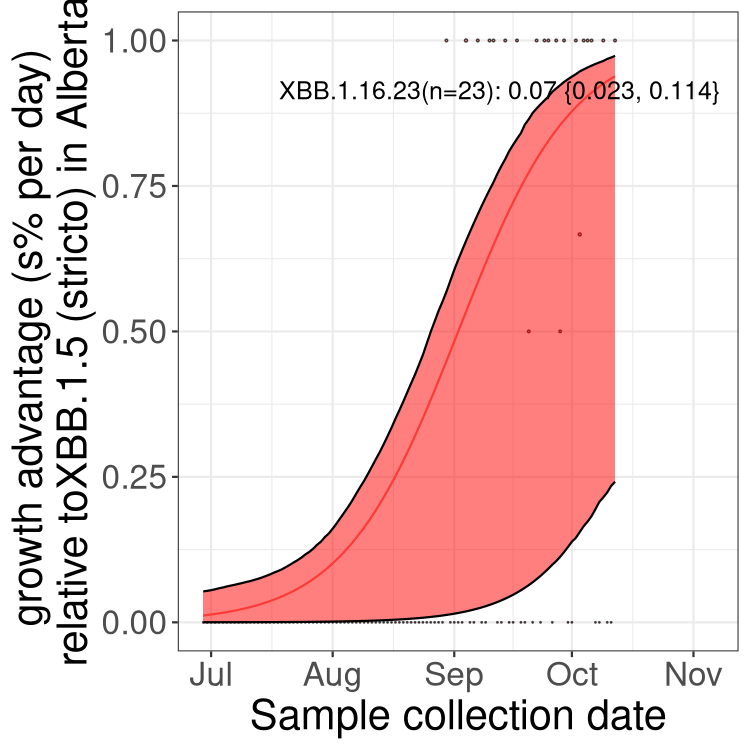 growth advantage (s% per day)
relative toXBB.1.5 (stricto) in Alberta
1.00
XBB.1.16.23(n=23): 0.07 {0.023, 0.114}
0.75
0.50
0.25
0.00
Jul Aug Sep Oct Nov
Sample collection date